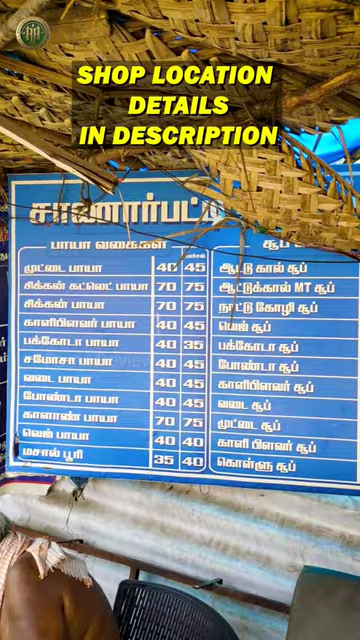 SHOP LOCATION
DETAILS
IN DESCRIPTION
சாணார்பட்டி
பாயா வகைகள்
முட்டை பாயா 40 45
சிக்கன் கட்லெட் பாயா 70 75
சிக்கன் பாயா 70 75
காளிபிளவர் பாயா 40 45
பக்கோடா பாயா 40 35
சமோசா பாயா 40 45
வடை பாயா 40 45
போண்டா பாயா 40 45
காளாண் பாயா 70 75
வெஜ் பாயா 40 40
மசால் பூரி 35 40
சூப்
ஆட்டு கால் சூப்
ஆட்டுக்கால் MT சூப்
நாட்டு கோழி சூப்
வெஜ் சூப்
பக்கோடா சூப்
போண்டா சூப்
காளிபிளவர் சூப்
வடை சூப்
முட்டை சூப்
காளி பிளவர் சூப்
கொள்ளு சூப்